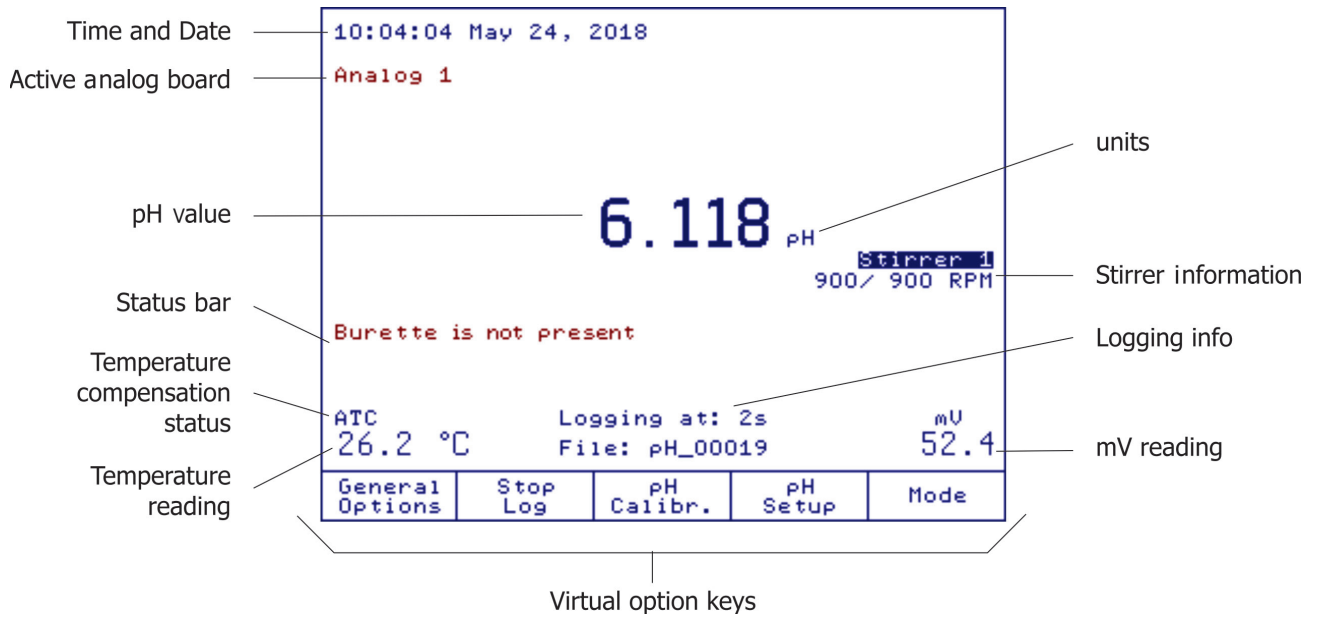 Time and Date
10:04:04 May 24, 2018
Active analog board
Analog 1
units
pH value
6.118 pH
Stirrer 1
900/ 900 RPM
Stirrer information
Status bar
Burette is not present
Logging info
Temperature
compensation
status
ATC
Logging at: 2s
mV
26.2 °C
File: pH_00019
52.4
mV reading
Temperature
reading
General
Options
Stop
Log
pH
Calibr.
pH
Setup
Mode
Virtual option keys